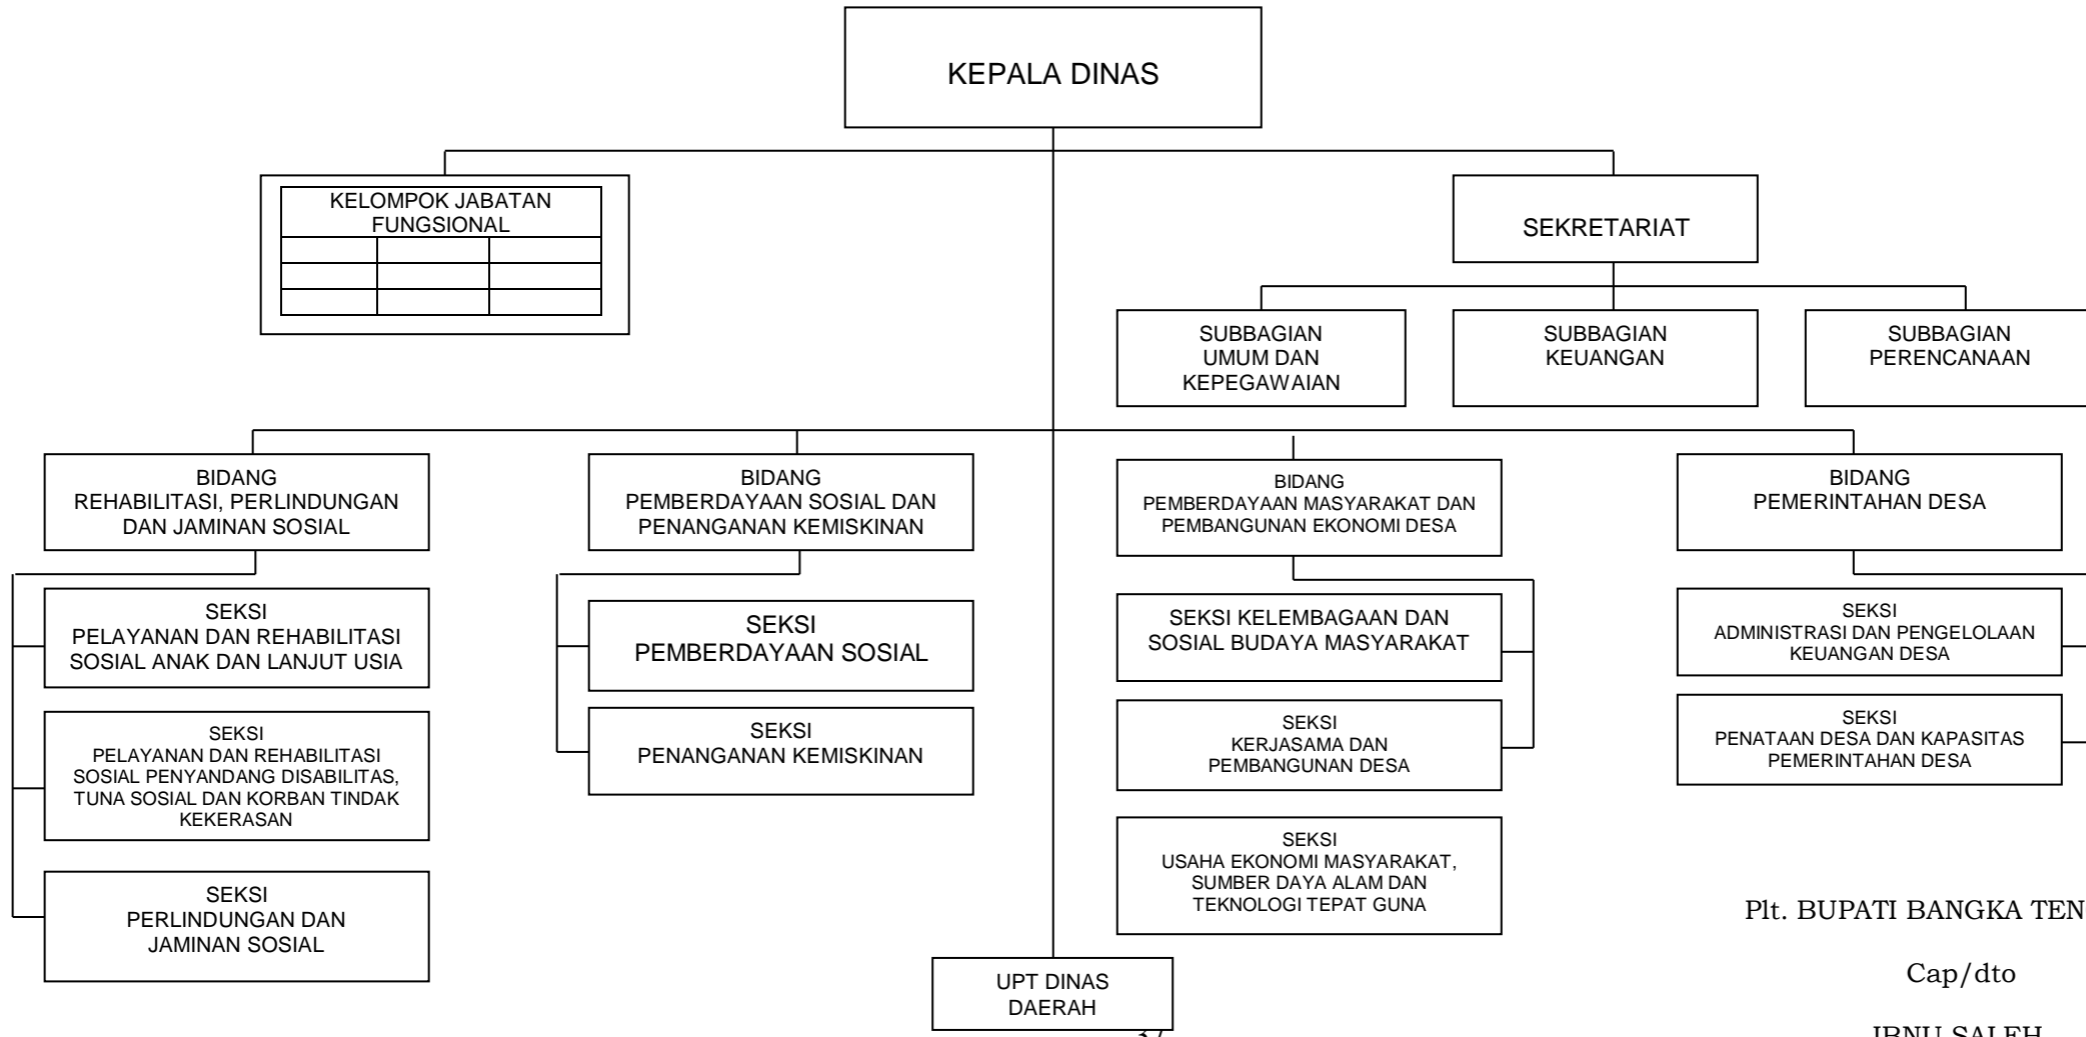 KEPALA DINAS
KELOMPOK JABATAN
FUNGSIONAL
SEKRETARIAT
SUBBAGIAN
UMUM DAN
KEPEGAWAIAN
SUBBAGIAN
KEUANGAN
SUBBAGIAN
PERENCANAAN
BIDANG
REHABILITASI, PERLINDUNGAN
DAN JAMINAN SOSIAL
BIDANG
PEMBERDAYAAN SOSIAL DAN
PENANGANAN KEMISKINAN
BIDANG
PEMBERDAYAAN MASYARAKAT DAN
PEMBANGUNAN EKONOMI DESA
BIDANG
PEMERINTAHAN DESA
SEKSI
PELAYANAN DAN REHABILITASI
SOSIAL ANAK DAN LANJUT USIA
SEKSI
PEMBERDAYAAN SOSIAL
SEKSI KELEMBAGAAN DAN
SOSIAL BUDAYA MASYARAKAT
SEKSI
ADMINISTRASI DAN PENGELOLAAN
KEUANGAN DESA
SEKSI
PELAYANAN DAN REHABILITASI
SOSIAL PENYANDANG DISABILITAS,
TUNA SOSIAL DAN KORBAN TINDAK
KEKERASAN
SEKSI
PENANGANAN KEMISKINAN
SEKSI
KERJASAMA DAN
PEMBANGUNAN DESA
SEKSI
PENATAAN DESA DAN KAPASITAS
PEMERINTAHAN DESA
SEKSI
PERLINDUNGAN DAN
JAMINAN SOSIAL
SEKSI
USAHA EKONOMI MASYARAKAT,
SUMBER DAYA ALAM DAN
TEKNOLOGI TEPAT GUNA
UPT DINAS
DAERAH
Plt. BUPATI BANGKA TEN
Cap/dto
IBNU SALEH